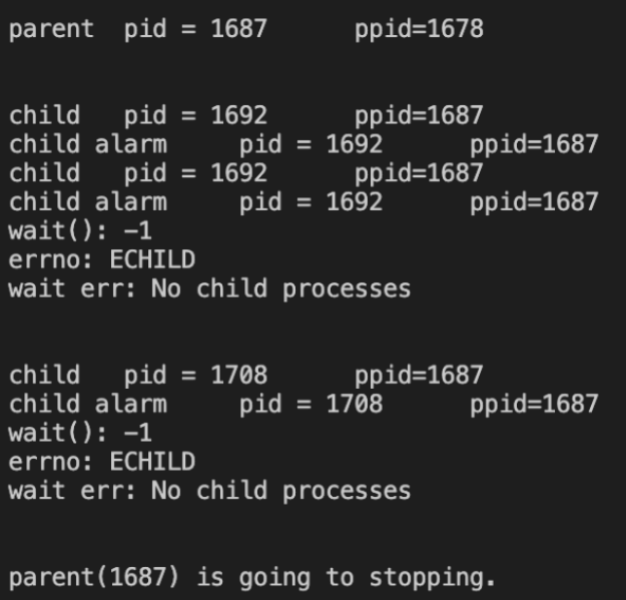 parent  pid = 1687      ppid=1678
child   pid = 1692      ppid=1687
child alarm     pid = 1692      ppid=1687
child   pid = 1692      ppid=1687
child alarm     pid = 1692      ppid=1687
wait(): -1
errno: ECHILD
wait err: No child processes
child   pid = 1708      ppid=1687
child alarm     pid = 1708      ppid=1687
wait(): -1
errno: ECHILD
wait err: No child processes
parent(1687) is going to stopping.